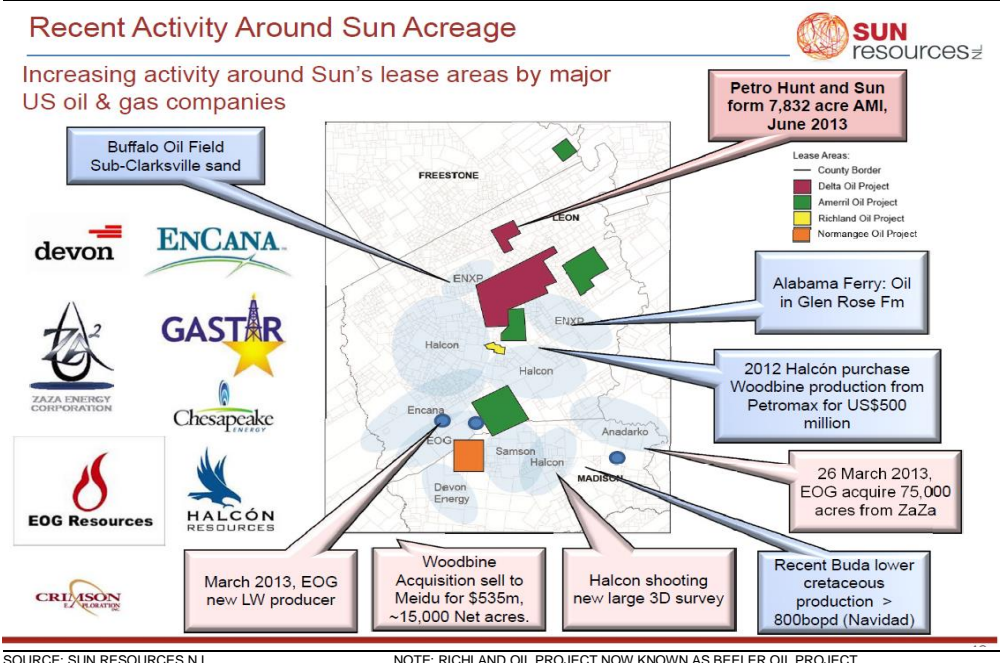 Recent Activity Around Sun Acreage
SUN
resources NL
Increasing activity around Sun's lease areas by major
US oil & gas companies
Petro Hunt and Sun
form 7,832 acre AMI,
June 2013
Buffalo Oil Field
Sub-Clarksville sand
Lease Areas:
County Border
Delta Oil Project
Amerril Oil Project
Richland Oil Project
Normangee Oil Project
FREESTONE
LEON
ENXP
ENXP
Halcon
Halcon
Encana
EOG
Samson
Halcon
Anadarko
MADISON
Devon
Energy
devon
ENCANA™
ZaZa
ZAZA ENERGY
CORPORATION
GASTAR
Chesapeake
ENERGY
EOG Resources
HALCÓN
RESOURCES
CRIMSON
EXPLORATION
INC.
Alabama Ferry: Oil
in Glen Rose Fm
2012 Halcón purchase
Woodbine production from
Petromax for US$500
million
26 March 2013,
EOG acquire 75,000
acres from ZaZa
March 2013, EOG
new LW producer
Woodbine
Acquisition sell to
Meidu for $535m,
~15,000 Net acres.
Halcon shooting
new large 3D survey
Recent Buda lower
cretaceous
production >
800bopd (Navidad)
SOURCE: SUN RESOURCES NL
NOTE: RICHLAND OIL PROJECT NOW KNOWN AS BEELER OIL PROJECT